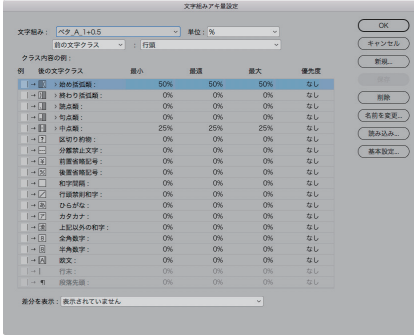 文字組みアキ量設定
文字組み： ベタ_A_1+0.5 単位： %
前の文字クラス ： 行頭
クラス内容の例：
例 後の文字クラス 最小 最適 最大 優先度
→ 始め括弧類： 50% 50% 50% なし
→ 終わり括弧類： 0% 0% 0% なし
→ 読点類： 0% 0% 0% なし
→ 句点類： 0% 0% 0% なし
→ 中点類： 25% 25% 25% なし
→ 区切り約物： 0% 0% 0% なし
→ 分離禁止文字： 0% 0% 0% なし
→ 前置省略記号： 0% 0% 0% なし
→ 後置省略記号： 0% 0% 0% なし
→ 和字間隔： 0% 0% 0% なし
→ 行頭禁則和字： 0% 0% 0% なし
→ ひらがな： 0% 0% 0% なし
→ カタカナ： 0% 0% 0% なし
→ 上記以外の和字： 0% 0% 0% なし
→ 全角数字： 0% 0% 0% なし
→ 半角数字： 0% 0% 0% なし
→ 欧文： 0% 0% 0% なし
→ 行末： 0% 0% 0% なし
→ ¶ 段落先頭： 0% 0% 0% なし
差分を表示： 表示されていません
OK
キャンセル
新規...
削除
名前を変更...
読み込み...
基本設定...